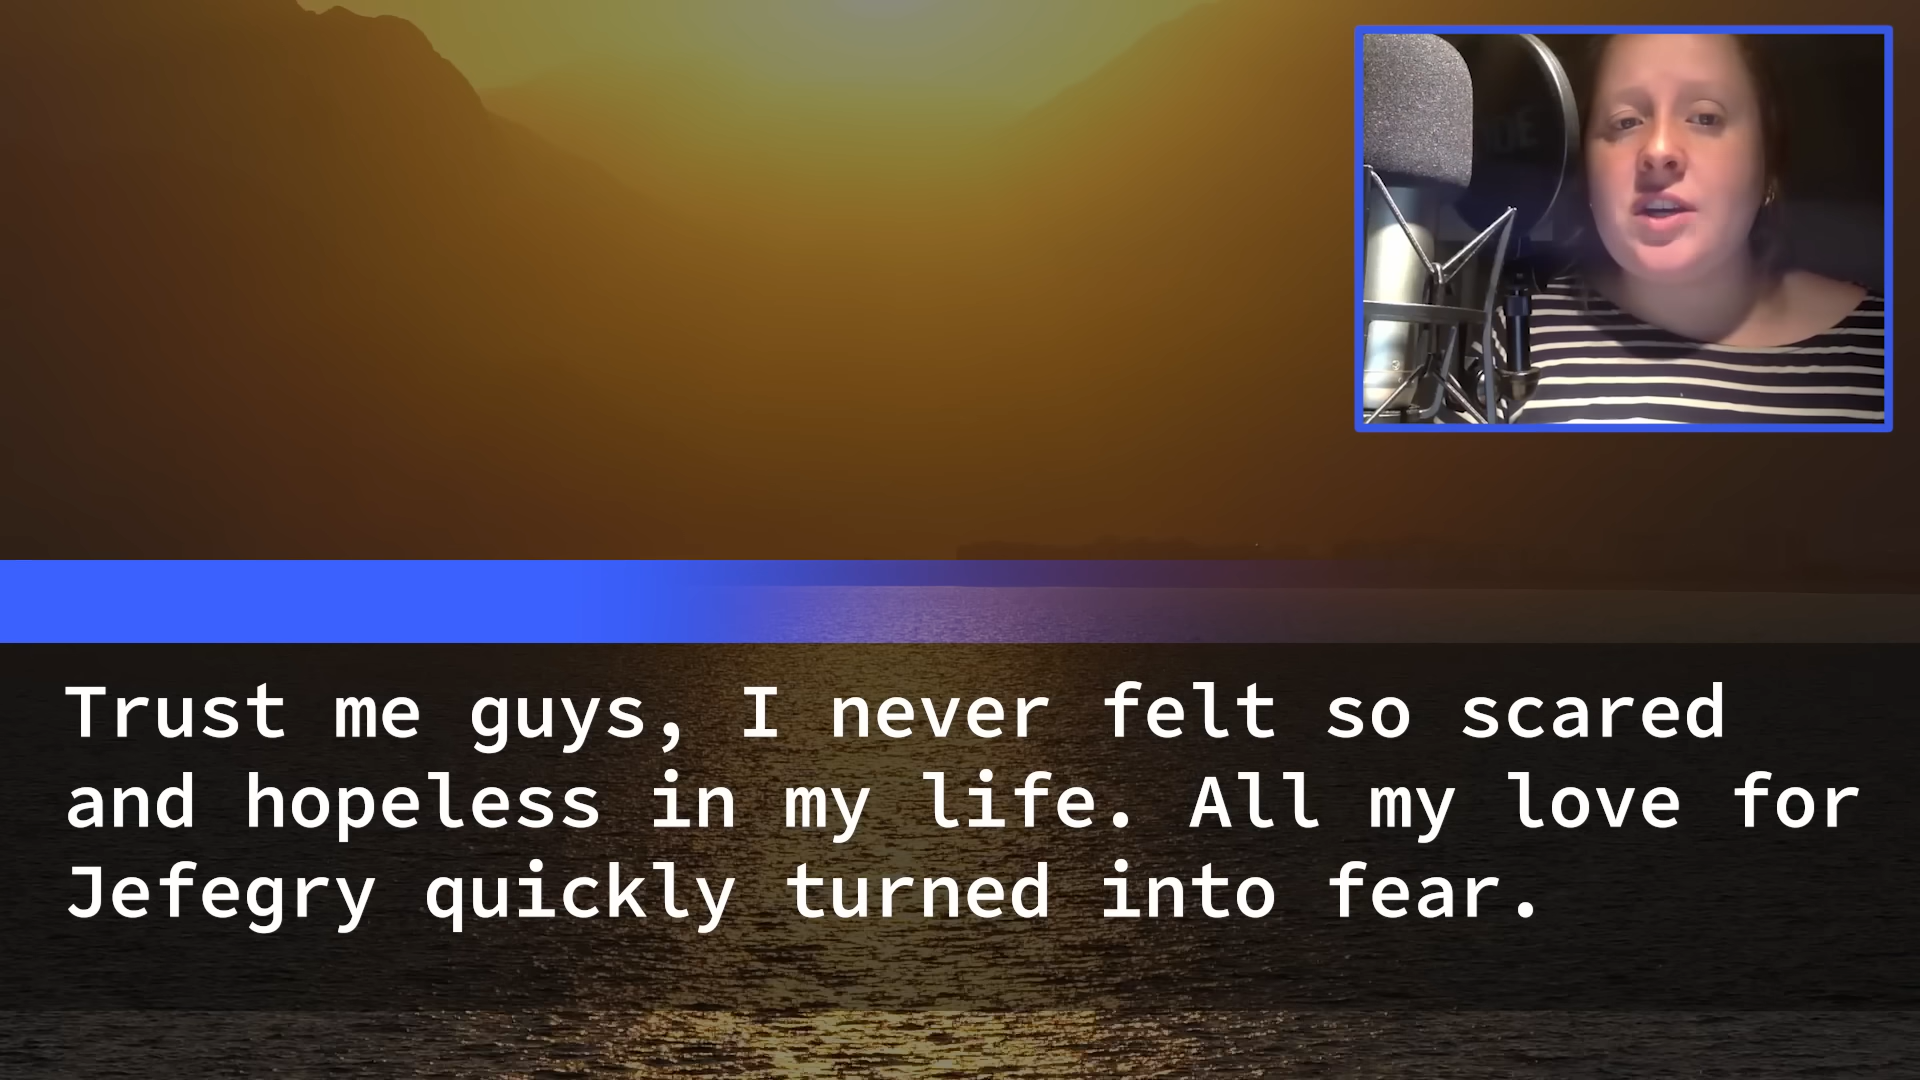 Trust me guys, I never felt so scared
and hopeless in my life. All my love for
Jefegry quickly turned into fear.